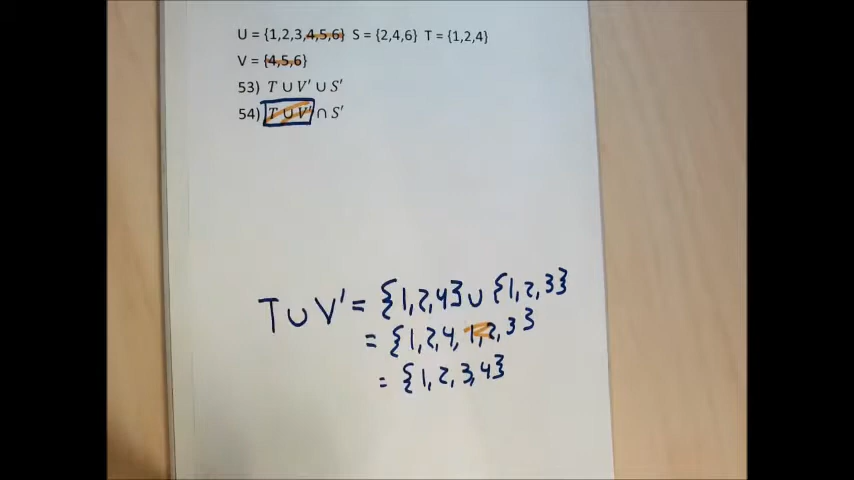 U = {1,2,3,4,5,6} S = {2,4,6} T = {1,2,4}
V = {4,5,6}
53) T ∪ V′ ∪ S′
54) T ∪ V′ ∩ S′
T∪V' = {1,2,4}∪{1,2,3}
= {1,2,4,1,2,3}
= {1,2,3,4}